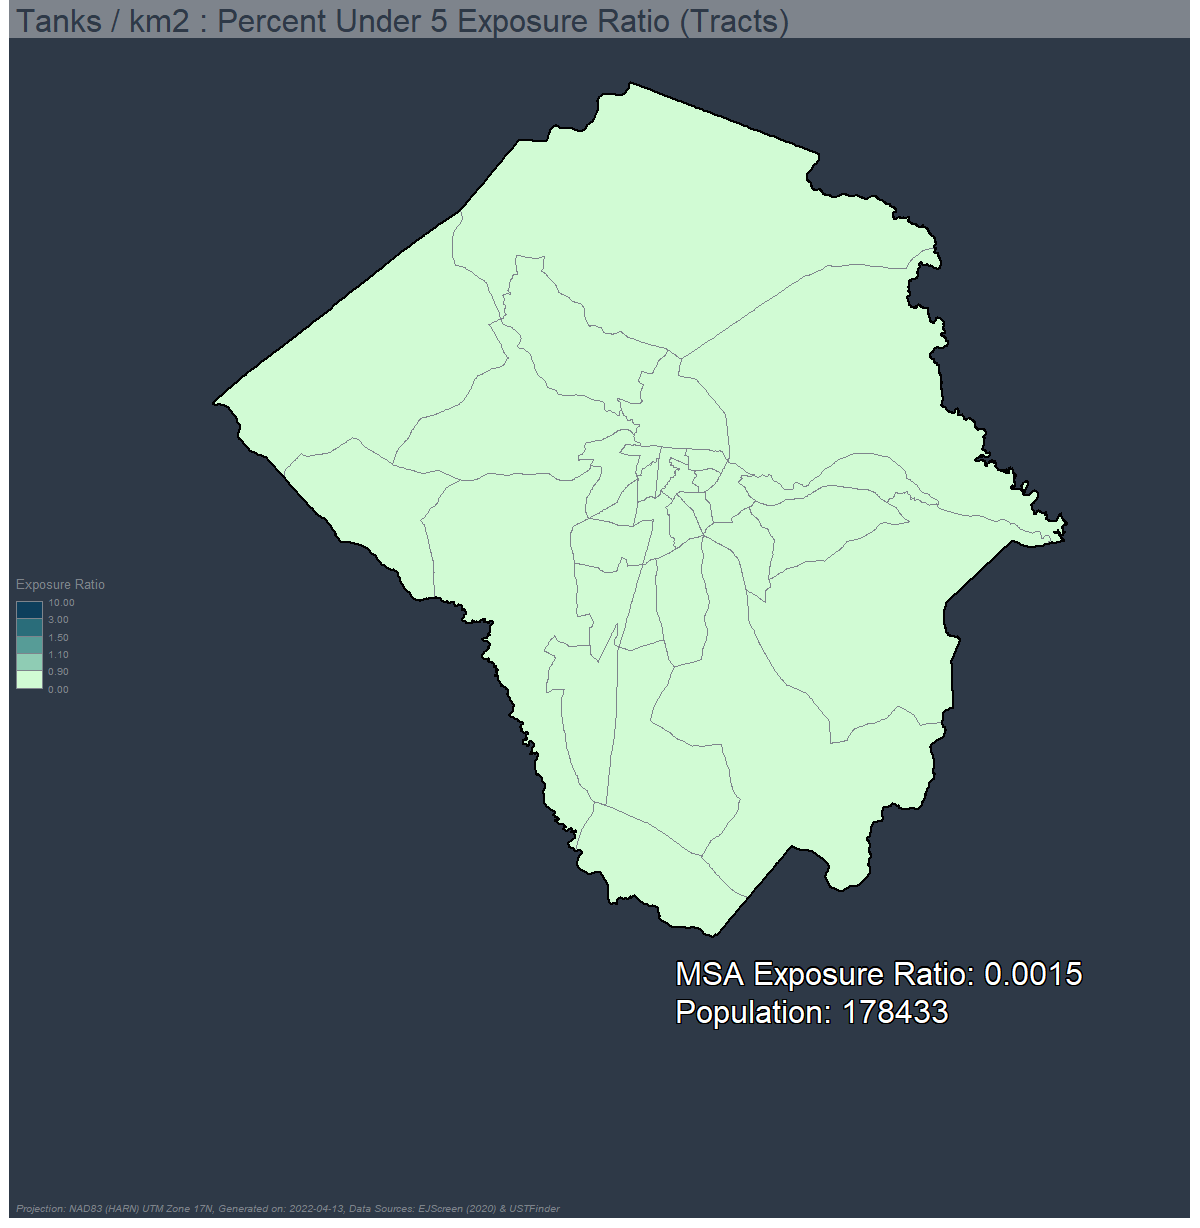 Tanks / km2 : Percent Under 5 Exposure Ratio (Tracts)
Exposure Ratio
10.00
3.00
1.50
1.10
0.90
0.00
MSA Exposure Ratio: 0.0015
Population: 178433
Projection: NAD83 (HARN) UTM Zone 17N, Generated on: 2022-04-13, Data Sources: EJScreen (2020) & USTFinder